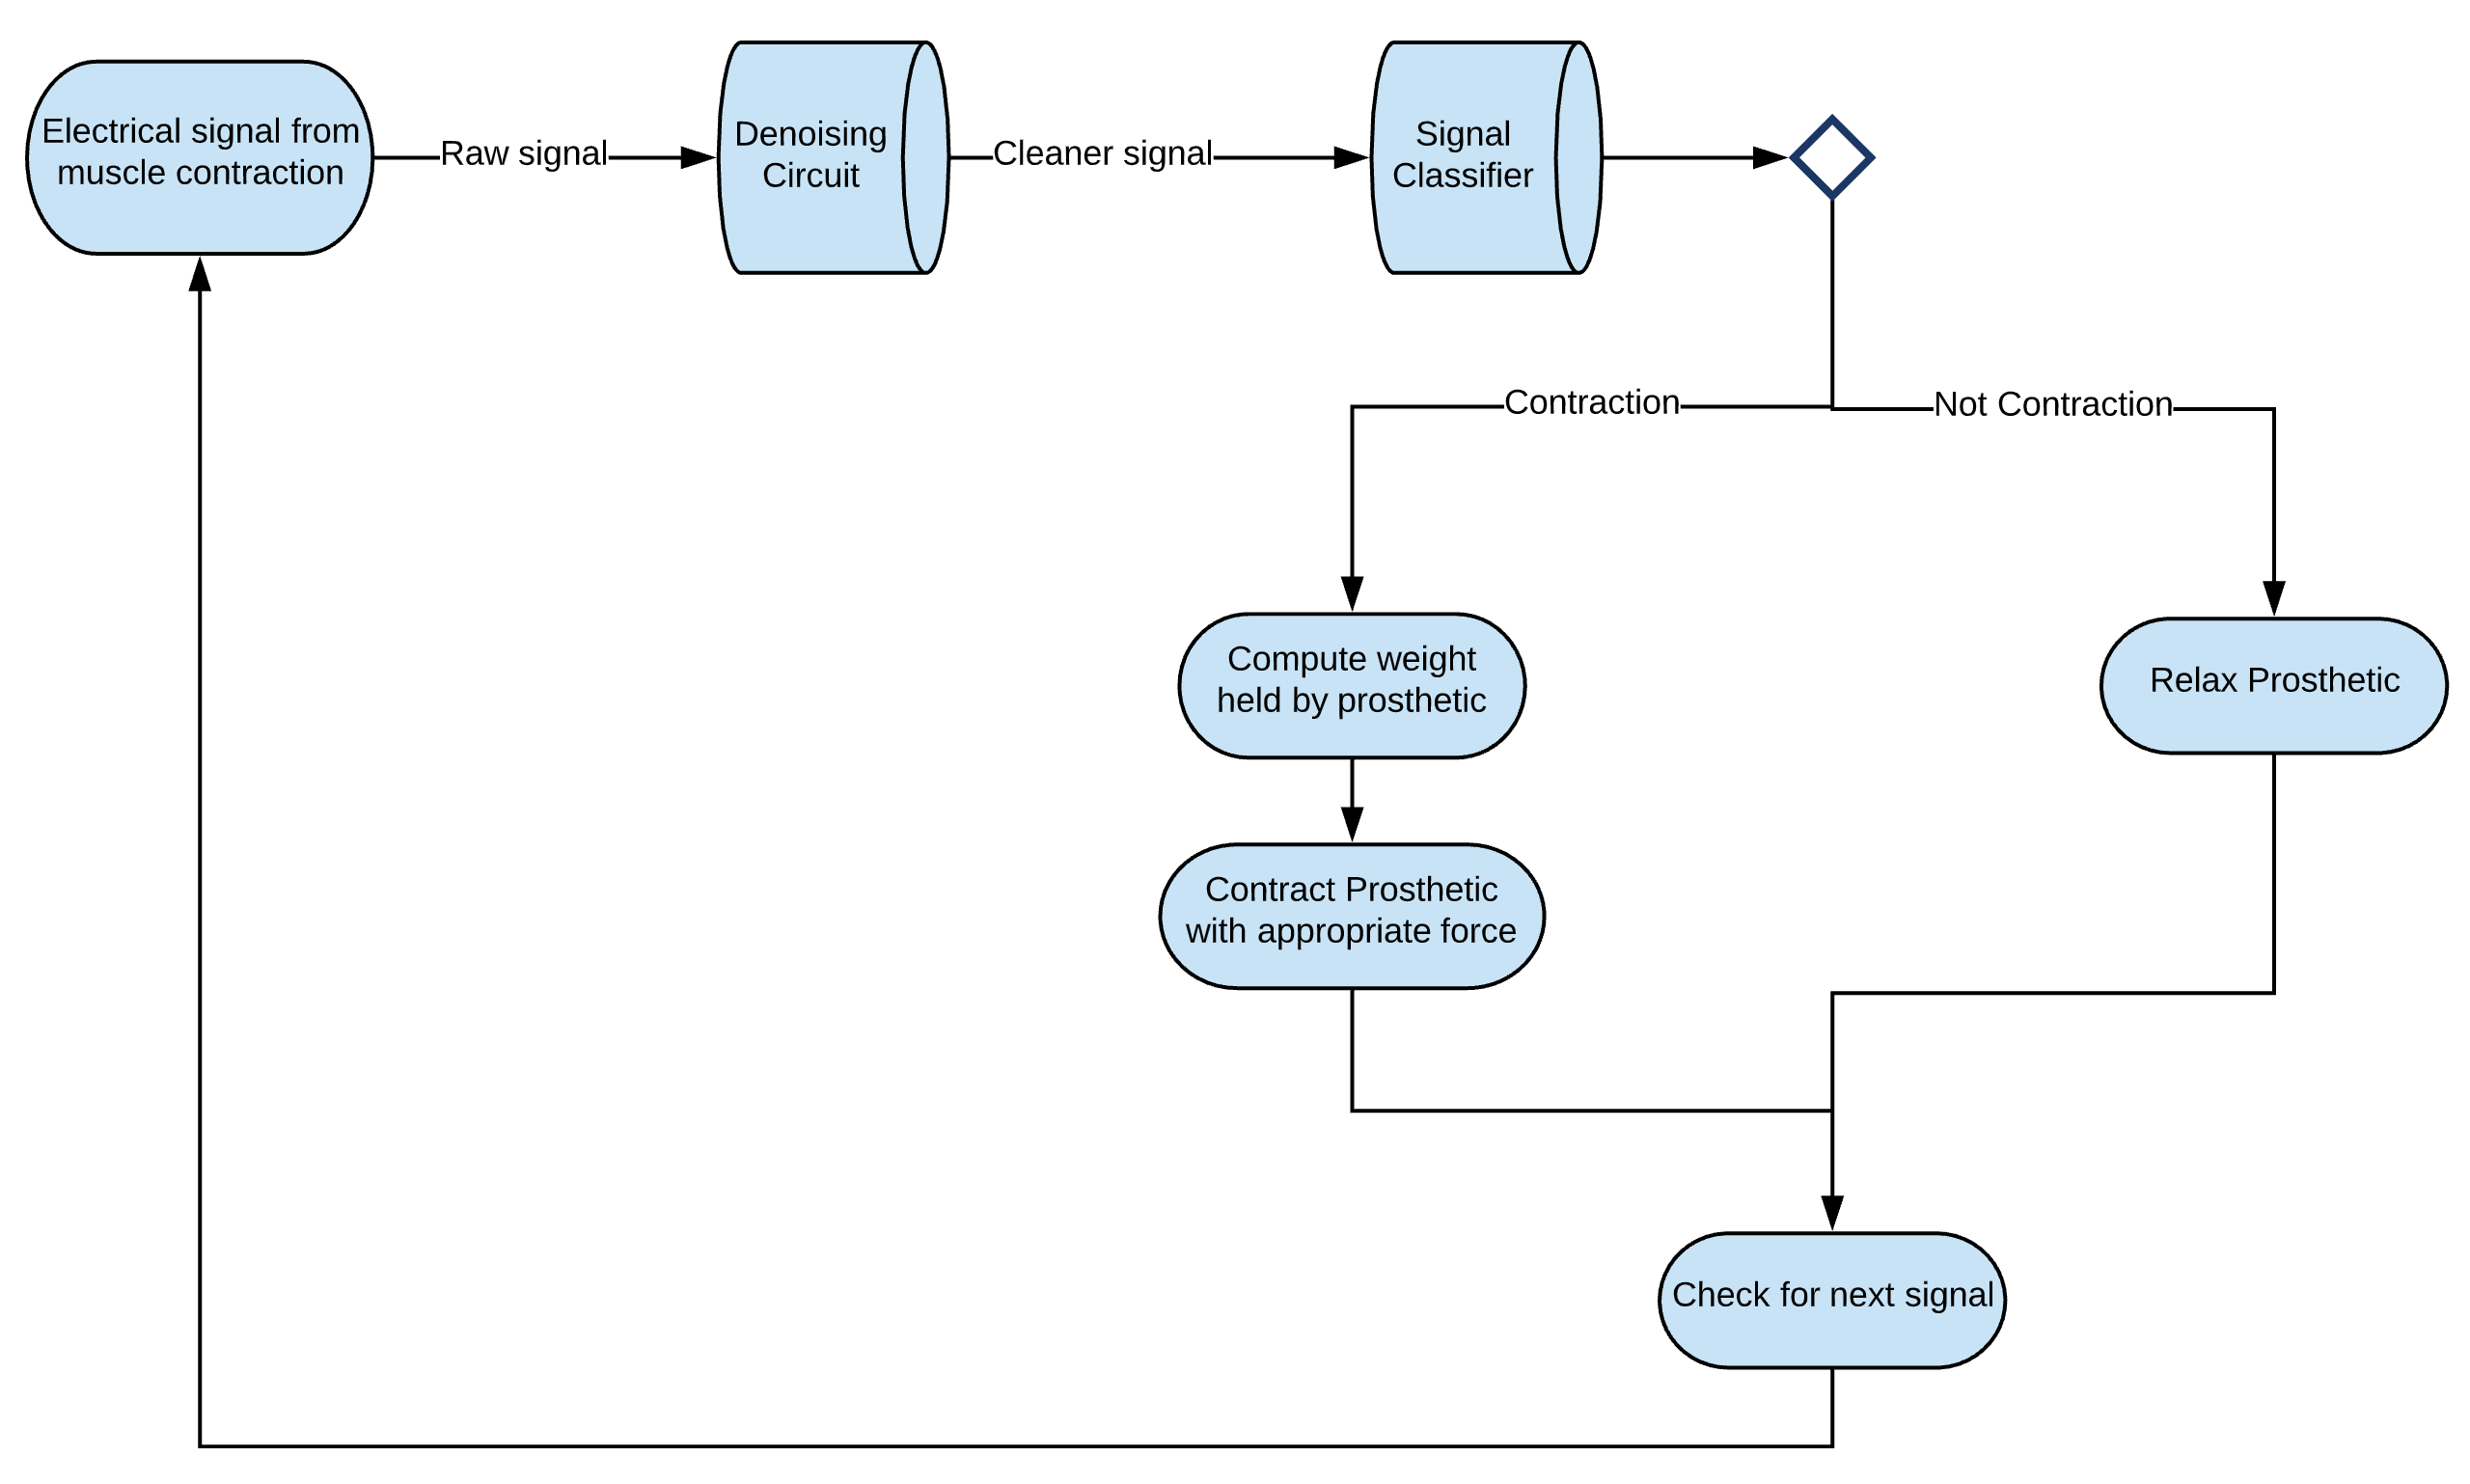 Electrical signal from
muscle contraction
Raw signal
Denoising
Circuit
Cleaner signal
Signal
Classifier
Contraction
Not Contraction
Compute weight
held by prosthetic
Relax Prosthetic
Contract Prosthetic
with appropriate force
Check for next signal